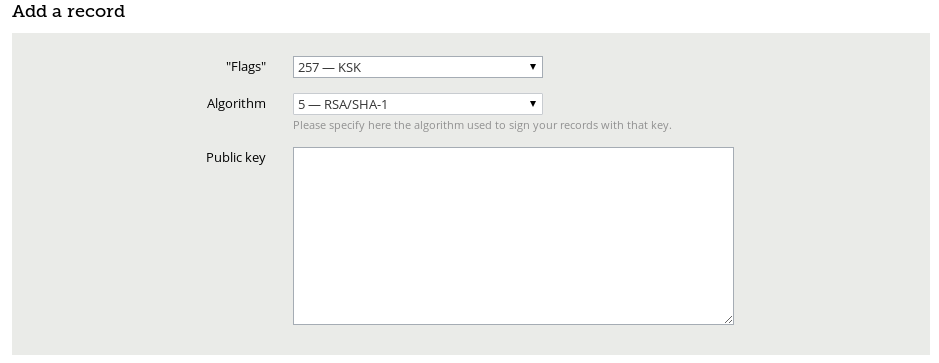 Add a record
"Flags" 257 — KSK
Algorithm 5 — RSA/SHA-1
Please specify here the algorithm used to sign your records with that key.
Public key